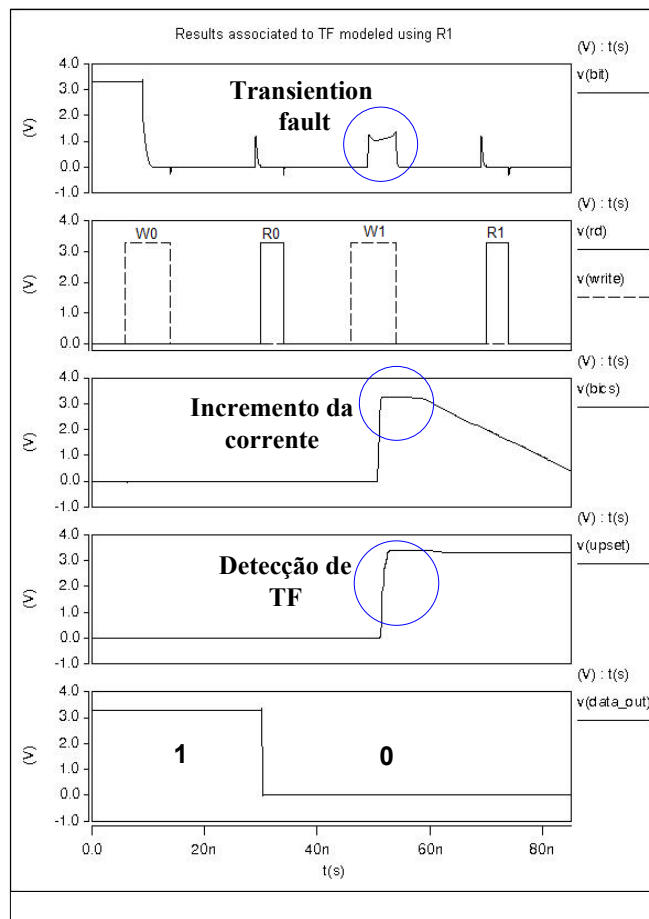 Results associated to TF modeled using R1
(V) : t(s)
v(bit)
4.0
3.0
2.0
1.0
0.0
-1.0
(V)
Transiention
fault
(V) : t(s)
v(rd)
v(write)
4.0
3.0
2.0
1.0
0.0
(V)
W0
R0
W1
R1
(V) : t(s)
v(bics)
4.0
3.0
2.0
1.0
0.0
-1.0
(V)
Incremento da
corrente
(V) : t(s)
v(upset)
4.0
3.0
2.0
1.0
0.0
-1.0
(V)
Detecção de
TF
(V) : t(s)
v(data_out)
4.0
3.0
2.0
1.0
0.0
-1.0
(V)
1
0
0.0
20n
40n
60n
80n
t(s)